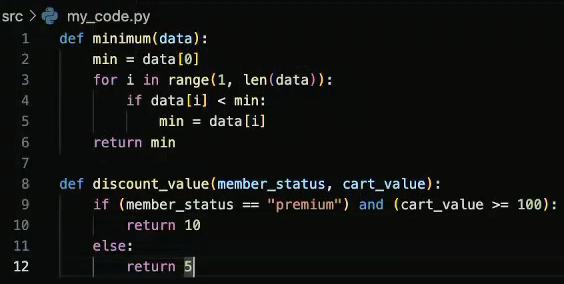 src > my_code.py
1 def minimum(data):
2     min = data[0]
3     for i in range(1, len(data)):
4         if data[i] < min:
5             min = data[i]
6     return min
7
8 def discount_value(member_status, cart_value):
9     if (member_status == "premium") and (cart_value >= 100):
10         return 10
11     else:
12         return 5